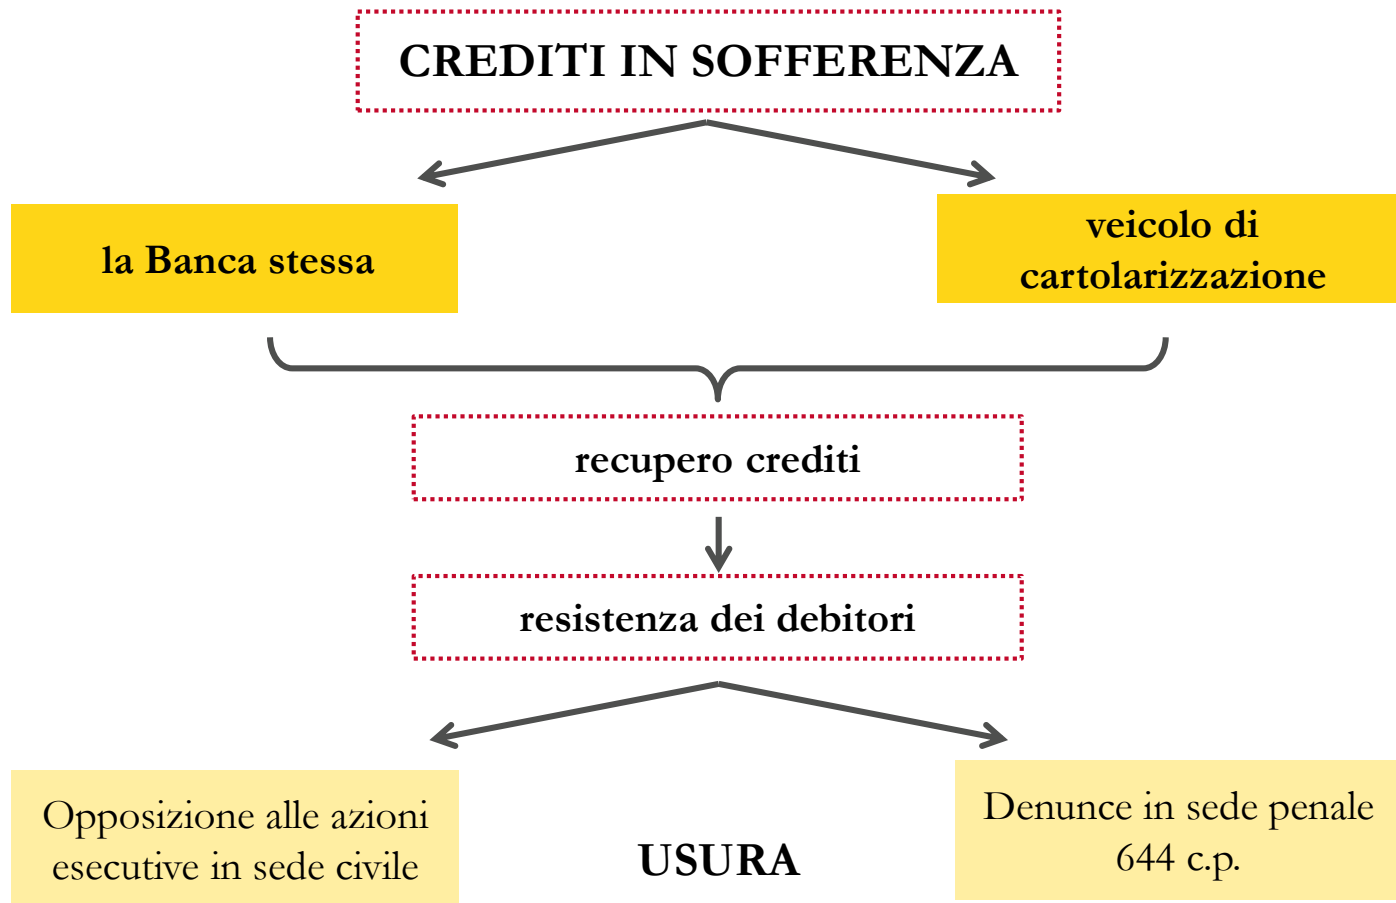 CREDITI IN SOFFERENZA
la Banca stessa
veicolo di
cartolarizzazione
recupero crediti
resistenza dei debitori
Opposizione alle azioni
esecutive in sede civile
USURA
Denunce in sede penale
644 c.p.